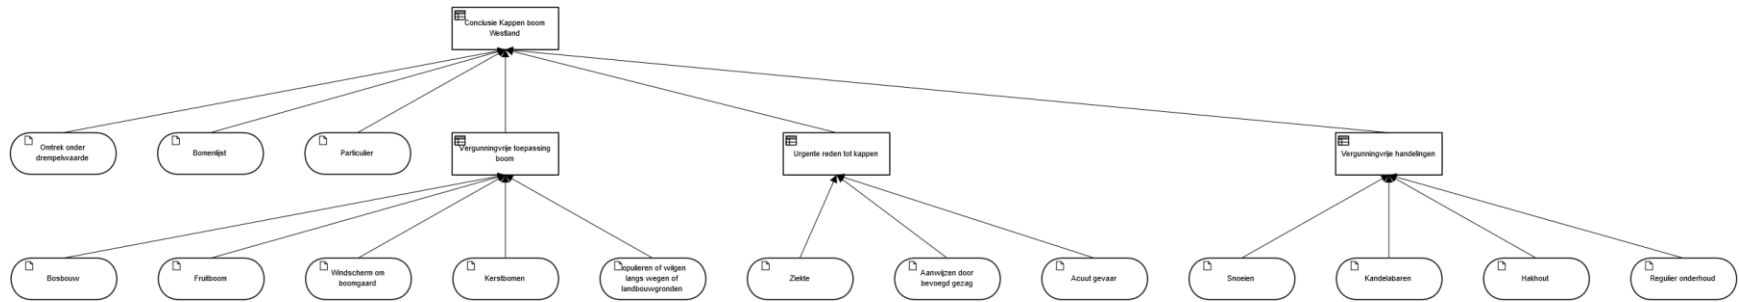 Conclusie Kappen boom
Westland
Omtrek onder
drempelwaarde
Bomenlijst
Particulier
Vergunningvrije toepassing
boom
Urgente reden tot kappen
Vergunningvrije handelingen
Bosbouw
Fruitboom
Windscherm om
boomgaard
Kerstbomen
Populieren of wilgen
langs wegen of
landbouwgronden
Ziekte
Aanwijzen door
bevoegd gezag
Acuut gevaar
Snoeien
Kandelabaren
Hakhout
Regulier onderhoud